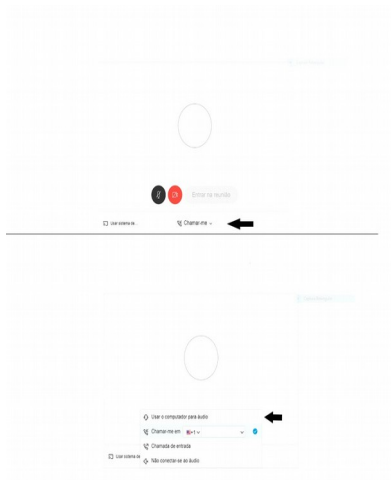 Entrar na reunião
Usar sistema de ...
Chamar-me
Usar o computador para áudio
Chamar-me em +1
Chamada de entrada
Usar sistema de
Não conectar-se ao áudio